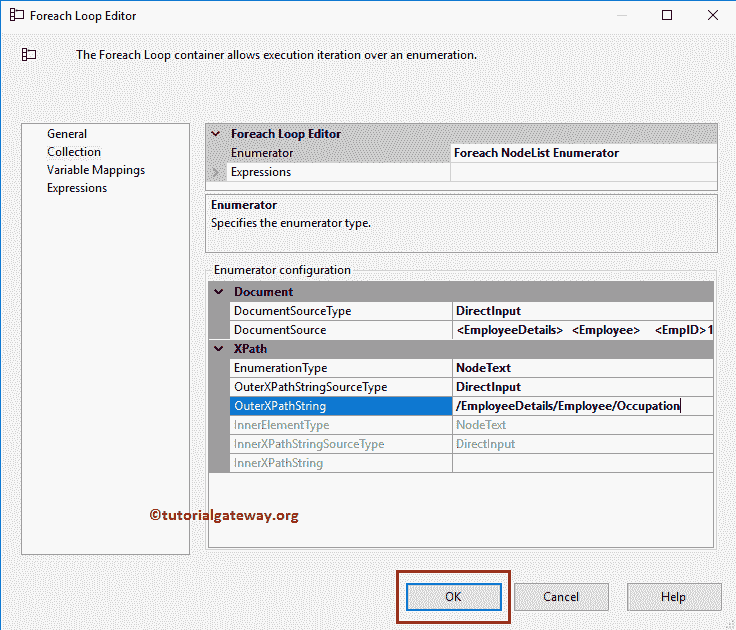 Foreach Loop Editor
The Foreach Loop container allows execution iteration over an enumeration.
General
Collection
Variable Mappings
Expressions
Foreach Loop Editor
Enumerator Foreach NodeList Enumerator
Expressions
Enumerator
Specifies the enumerator type.
Enumerator configuration
Document
DocumentSourceType DirectInput
DocumentSource <EmployeeDetails> <Employee> <EmpID>1
XPath
EnumerationType NodeText
OuterXPathStringSourceType DirectInput
OuterXPathString /EmployeeDetails/Employee/Occupation
InnerElementType NodeText
InnerXPathStringSourceType DirectInput
InnerXPathString
©tutorialgateway.org
OK Cancel Help